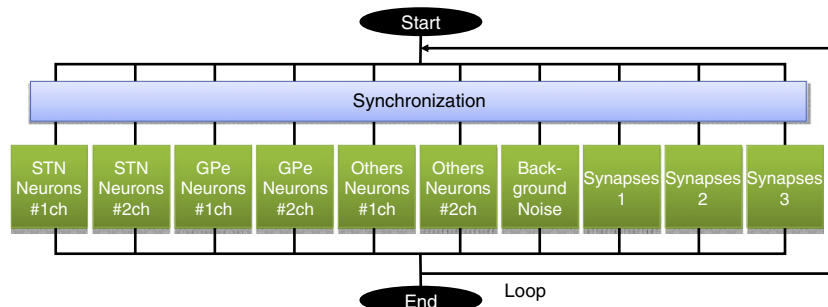 Start
Synchronization
STN
Neurons
#1ch
STN
Neurons
#2ch
GPe
Neurons
#1ch
GPe
Neurons
#2ch
Others
Neurons
#1ch
Others
Neurons
#2ch
Back-
ground
Noise
Synapses
1
Synapses
2
Synapses
3
Loop
End